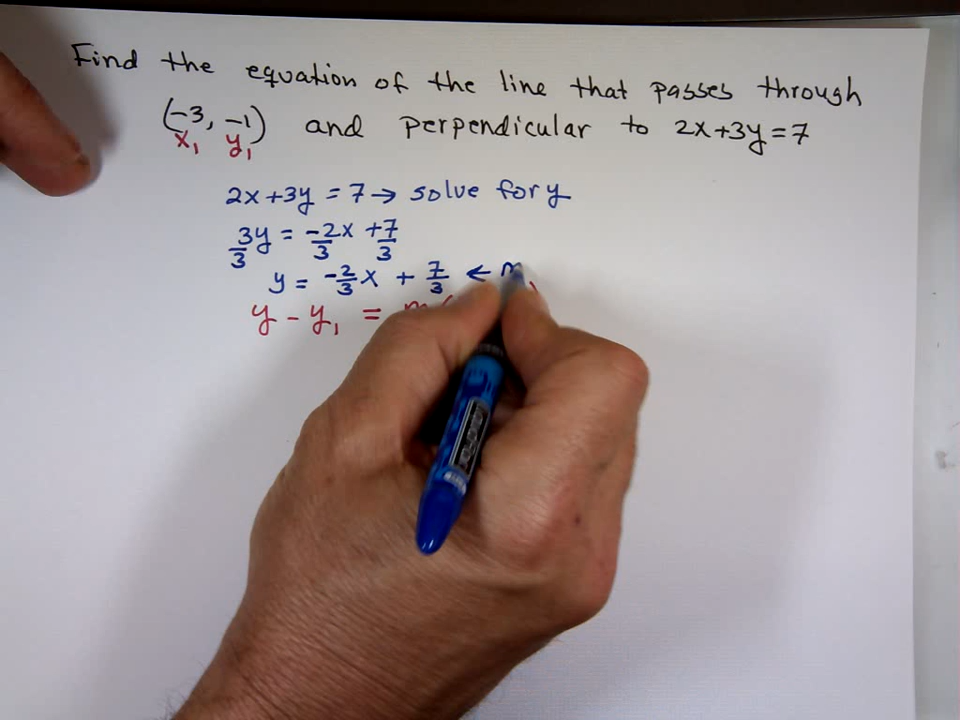 Find the equation of the line that passes through
(-3, -1) and perpendicular to 2x+3y=7
x₁ y₁
2x+3y = 7 → solve for y
3y/3 = -2x/3 + 7/3
y = -2/3 x + 7/3 ← m
y - y₁ = m(